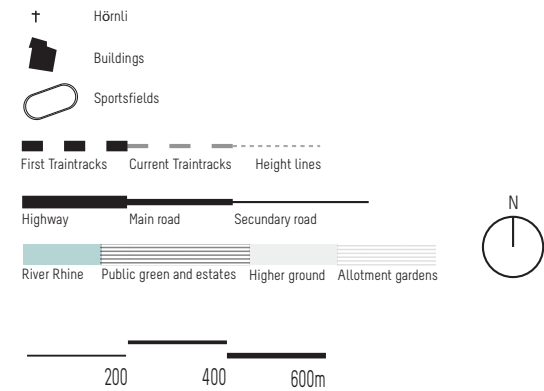 Hörnli
Buildings
Sportsfields
First Traintracks Current Traintracks Height lines
Highway Main road Secundary road
N
River Rhine Public green and estates Higher ground Allotment gardens
200 400 600m